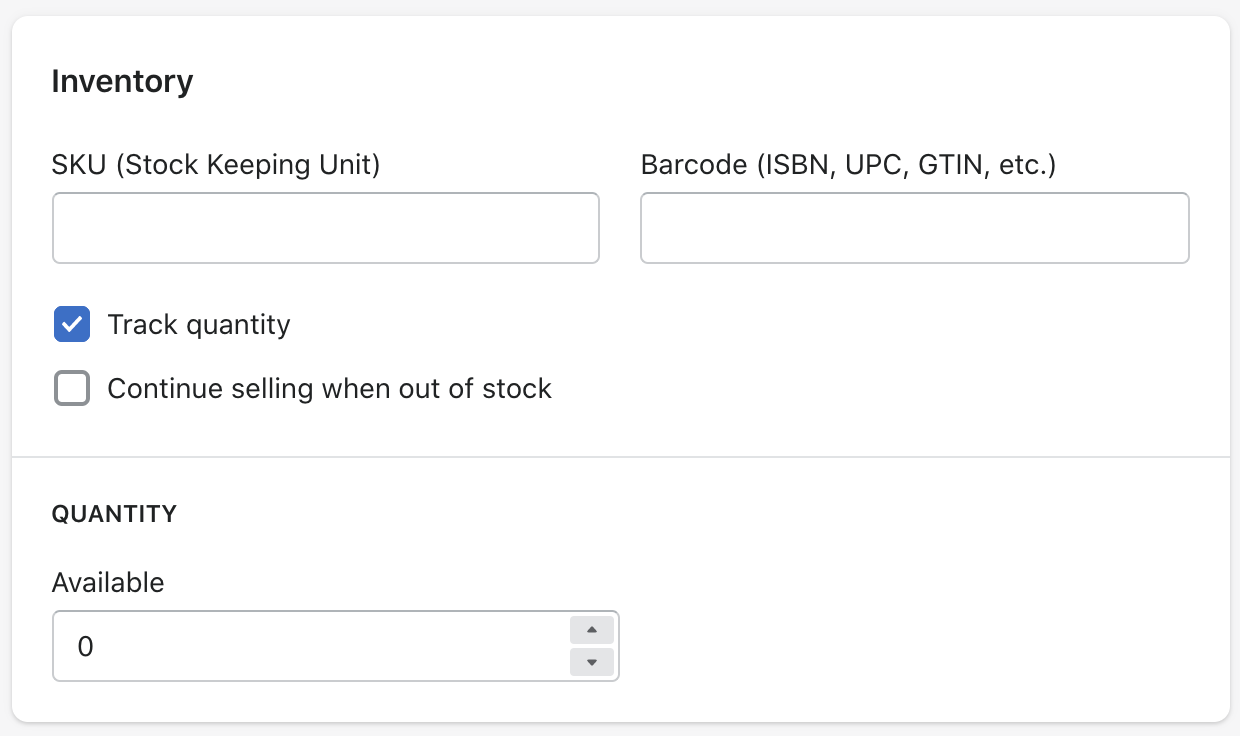 Inventory
SKU (Stock Keeping Unit)
Barcode (ISBN, UPC, GTIN, etc.)
Track quantity
Continue selling when out of stock
QUANTITY
Available
0